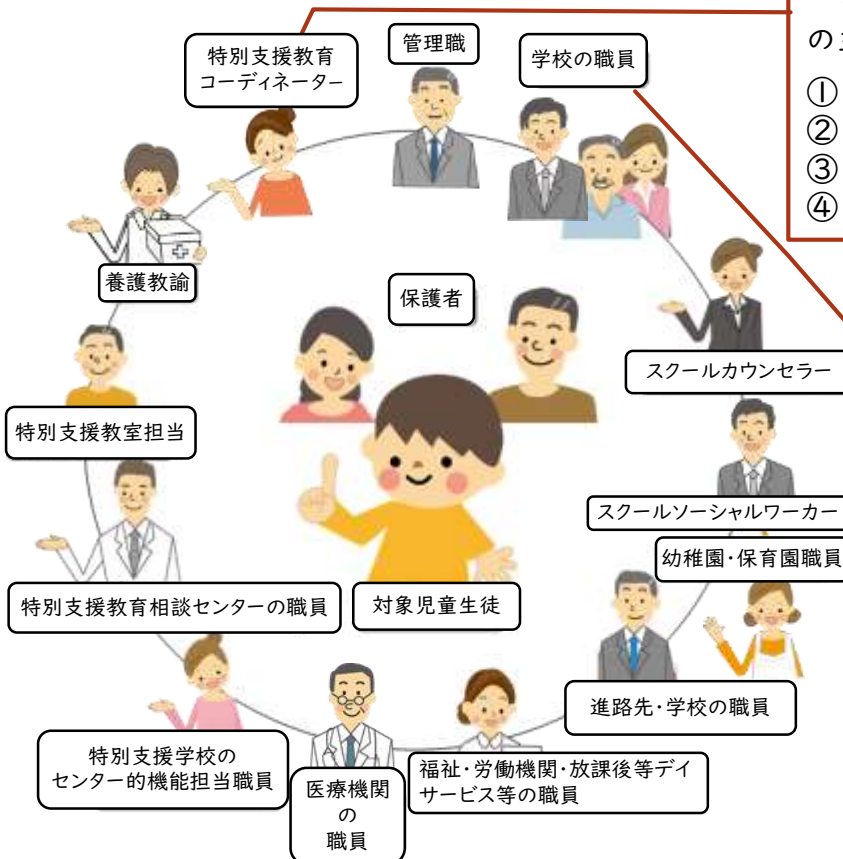 特別支援教育
コーディネーター
管理職
学校の職員
の
①
②
③
④
養護教諭
保護者
スクールカウンセラー
特別支援教室担当
スクールソーシャルワーカー
幼稚園・保育園職員
特別支援教育相談センターの職員
対象児童生徒
進路先・学校の職員
特別支援学校の
センター的機能担当職員
医療機関
の
職員
福祉・労働機関・放課後等デイ
サービス等の職員